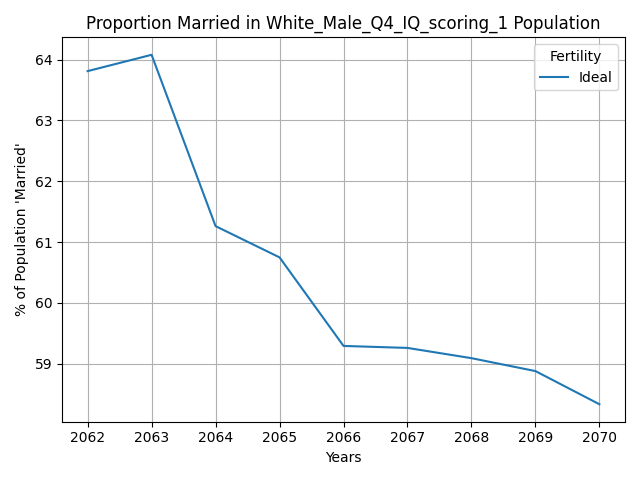 Proportion Married in White_Male_Q4_IQ_scoring_1 Population
Fertility
Ideal
64
63
62
61
60
59
% of Population 'Married'
2062 2063 2064 2065 2066 2067 2068 2069 2070
Years